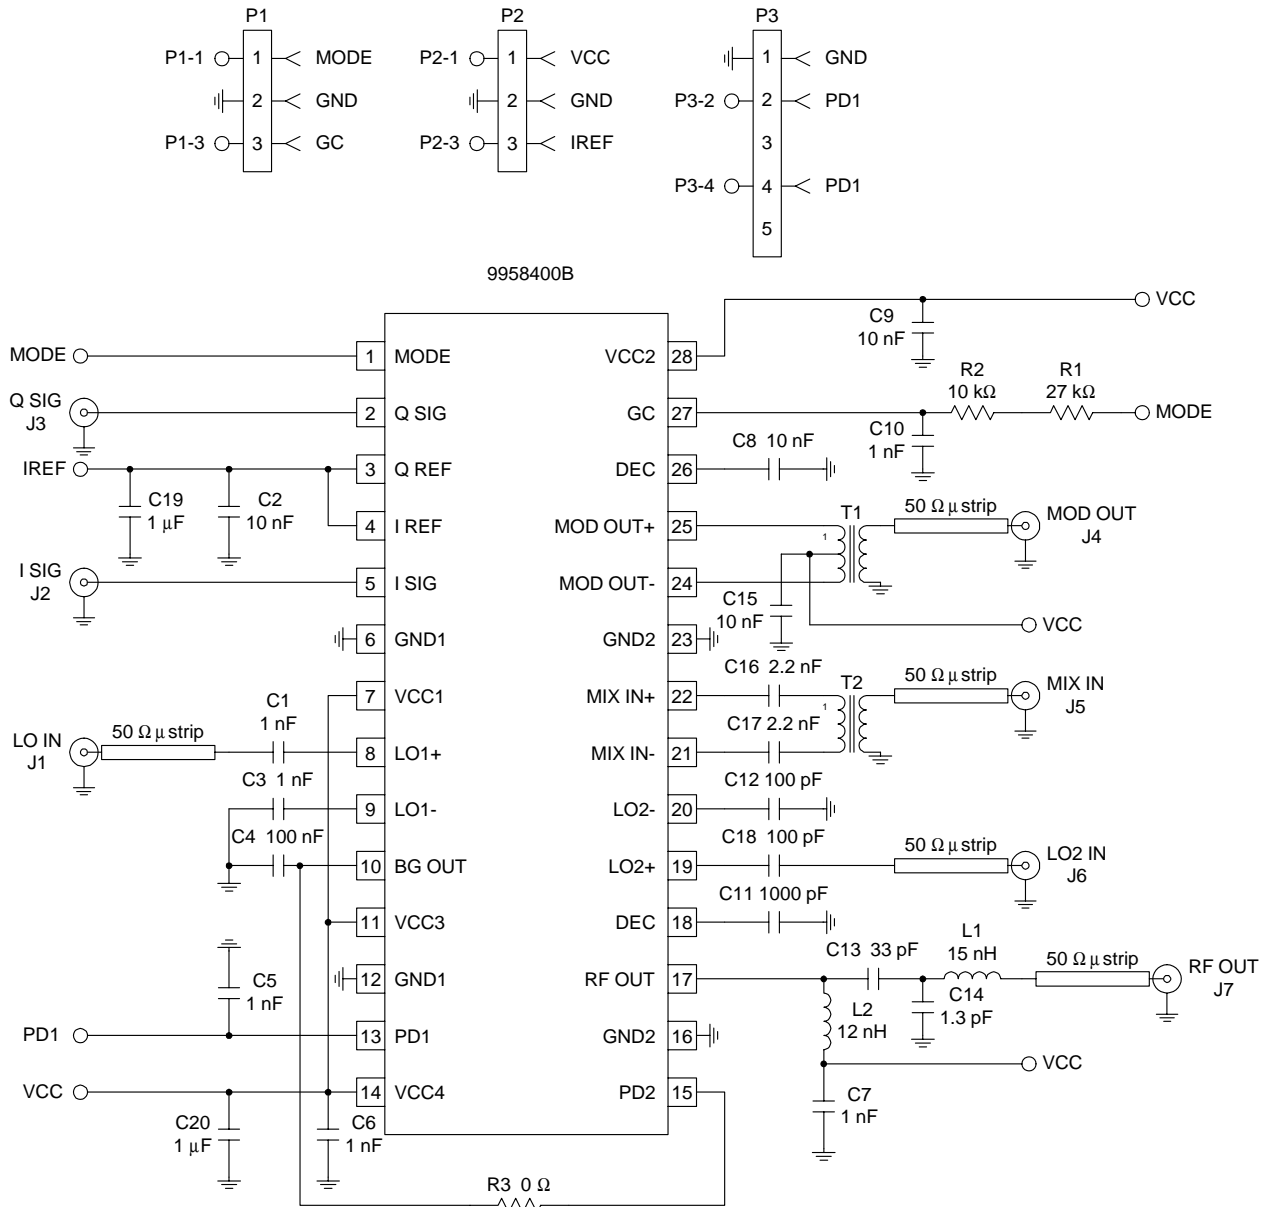 P1
P1-1 1 MODE
2 GND
P1-3 3 GC
P2
P2-1 1 VCC
2 GND
P2-3 3 IREF
P3
1 GND
P3-2 2 PD1
3
P3-4 4 PD1
5
9958400B
MODE
1 MODE
Q SIG
J3
2 Q SIG
IREF
3 Q REF
C19
1 μF
C2
10 nF
4 I REF
I SIG
J2
5 I SIG
6 GND1
7 VCC1
C1
1 nF
LO IN
J1
50 Ω μ strip
8 LO1+
C3 1 nF
9 LO1-
C4 100 nF
10 BG OUT
11 VCC3
12 GND1
C5
1 nF
PD1
13 PD1
VCC
14 VCC4
C20
1 μF
C6
1 nF
R3 0 Ω
VCC2 28
C9
10 nF
VCC
GC 27
R2
10 kΩ
R1
27 kΩ
MODE
C10
1 nF
C8 10 nF
DEC 26
MOD OUT+ 25
T1
1
50 Ω μ strip
MOD OUT
J4
MOD OUT- 24
C15
10 nF
VCC
GND2 23
C16 2.2 nF
MIX IN+ 22
T2
1
50 Ω μ strip
MIX IN
J5
C17 2.2 nF
MIX IN- 21
C12 100 pF
LO2- 20
C18 100 pF
LO2+ 19
50 Ω μ strip
LO2 IN
J6
C11 1000 pF
DEC 18
C13 33 pF
L1
15 nH
RF OUT 17
50 Ω μ strip
RF OUT
J7
L2
12 nH
C14
1.3 pF
GND2 16
VCC
PD2 15
C7
1 nF